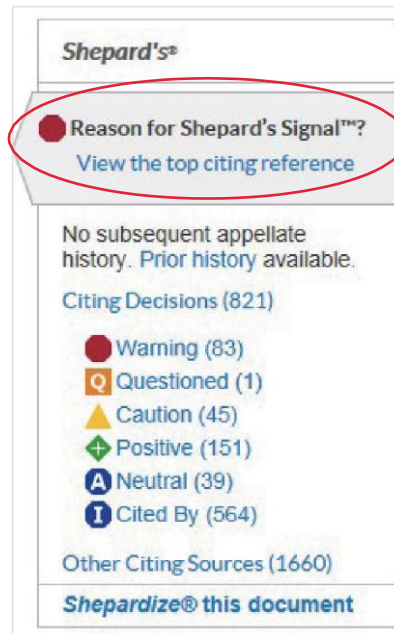 Shepard's®
Reason for Shepard's Signal™?
View the top citing reference
No subsequent appellate
history. Prior history available.
Citing Decisions (821)
Warning (83)
Q Questioned (1)
Caution (45)
Positive (151)
A Neutral (39)
I Cited By (564)
Other Citing Sources (1660)
Shepardize® this document